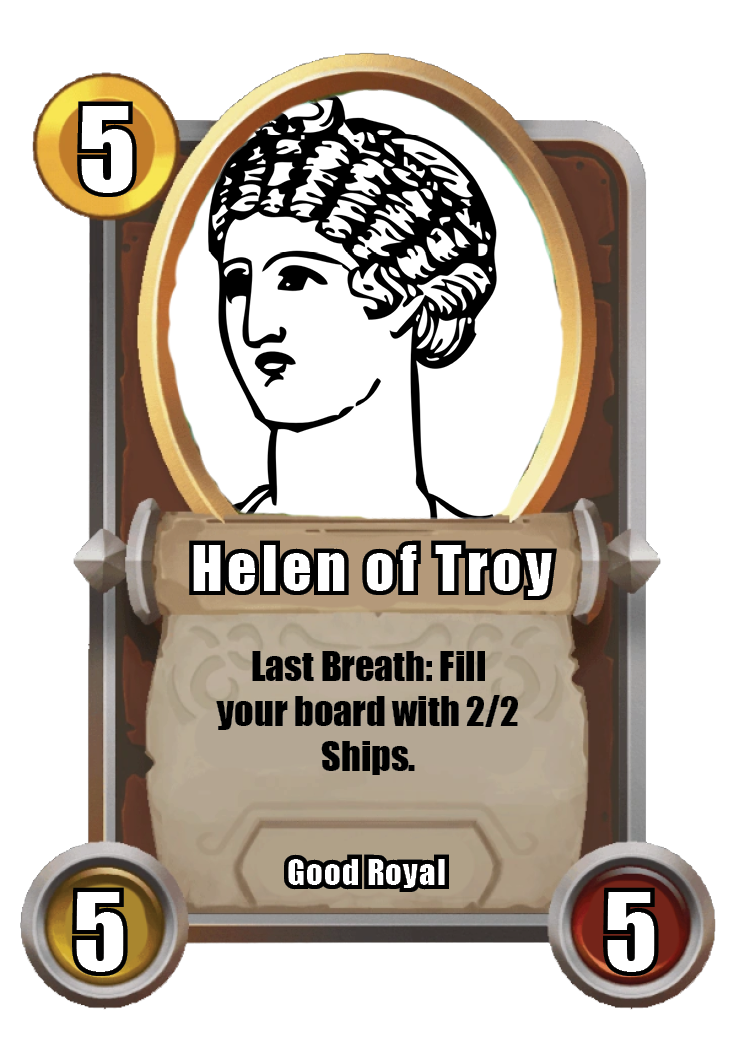 5
Helen of Troy
Last Breath: Fill
your board with 2/2
Ships.
Good Royal
5
5